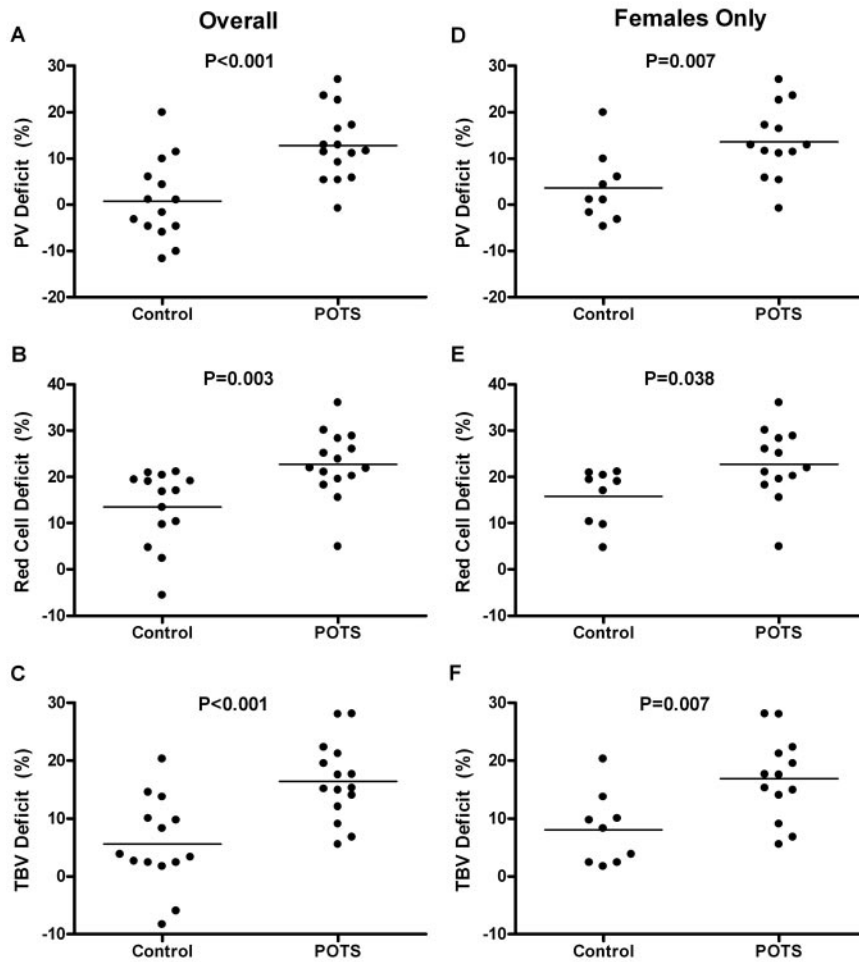 Overall
Females Only
A
P<0.001
PV Deficit (%)
30
20
10
0
-10
-20
Control
POTS
D
P=0.007
PV Deficit (%)
30
20
10
0
-10
-20
Control
POTS
B
P=0.003
Red Cell Deficit (%)
40
30
20
10
0
-10
Control
POTS
E
P=0.038
Red Cell Deficit (%)
40
30
20
10
0
-10
Control
POTS
C
P<0.001
TBV Deficit (%)
30
20
10
0
-10
Control
POTS
F
P=0.007
TBV Deficit (%)
30
20
10
0
-10
Control
POTS